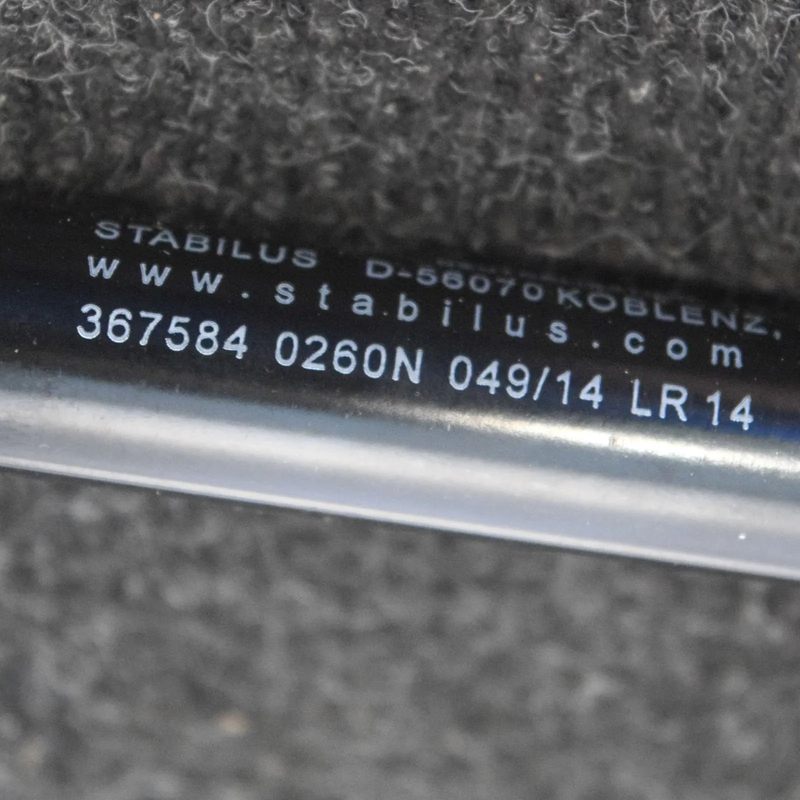 STABILUS D-56070 KOBLENZ,
www.stabilus.com
367584 0260N 049/14 LR 14